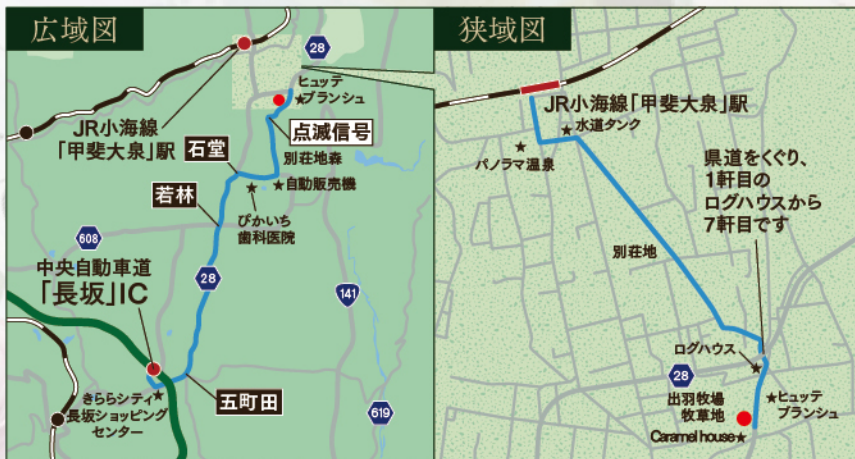 広域図
28
ヒュッテ
ブランシュ
JR小海線
「甲斐大泉」駅
点滅信号
石堂
別荘地森
自動販売機
若林
ぴかいち
歯科医院
608
中央自動車道
「長坂」IC
28
141
きららシティ
長坂ショッピング
センター
五町田
619
狭域図
JR小海線「甲斐大泉」駅
水道タンク
パノラマ温泉
県道をくぐり、
1軒目の
ログハウスから
7軒目です
別荘地
ログハウス
28
出羽牧場
牧草地
ヒュッテ
ブランシュ
Caramel house